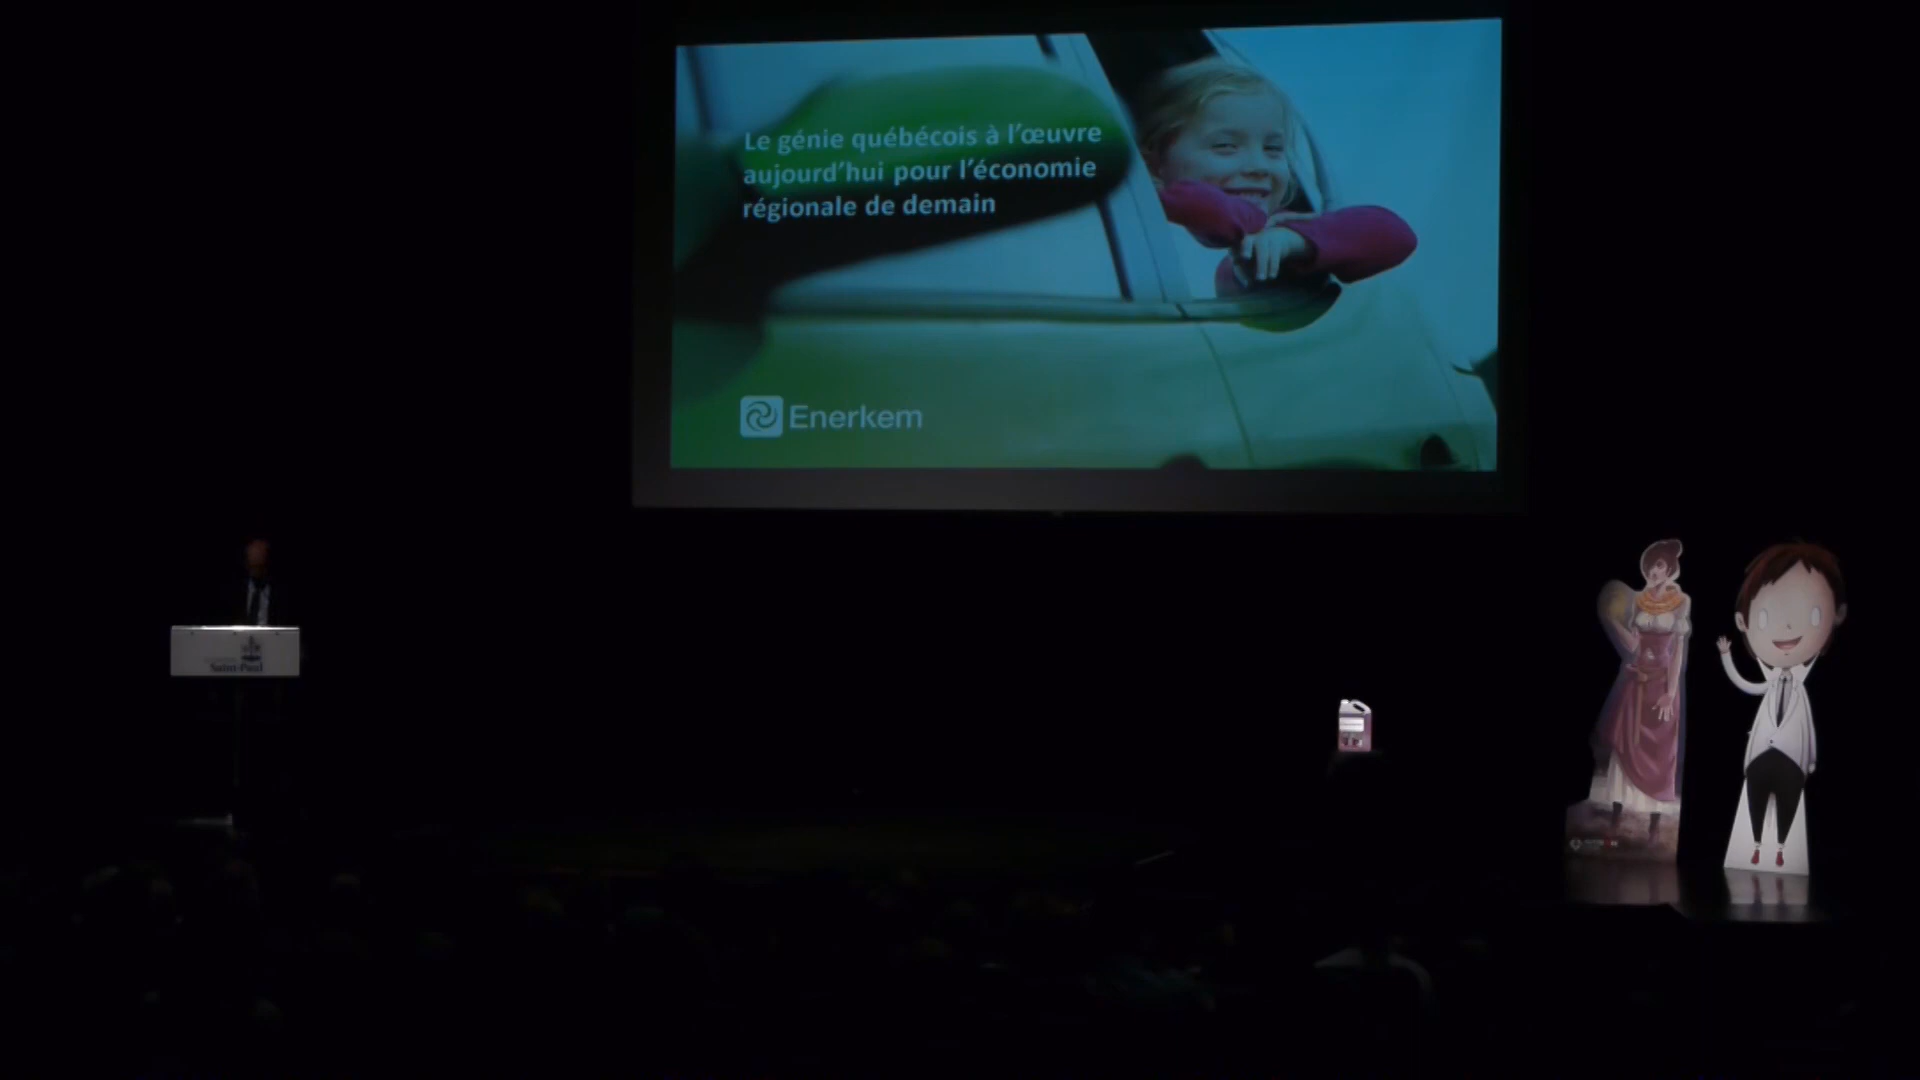 Le génie québécois à l'œuvre
aujourd'hui pour l'économie
régionale de demain
Enerkem
Saint-Paul